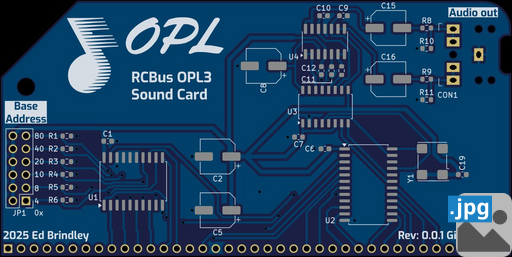 OPL
RCBus OPL3
Sound Card
Audio out
Base
Address
C10 C9
C15
R8
R10
U4
C8
C12
C11
C16
R9
R11
CON1
U3
C7
C3
C1
80 R1
40 R2
20 R3
10 R4
8 R5
4 R6
JP1 0x
U1
C2
C5
U2
Y1
C19
2025 Ed Brindley
Rev: 0.0.1
.jpg